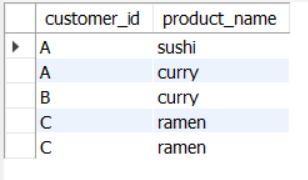 customer_id product_name
A sushi
A curry
B curry
C ramen
C ramen